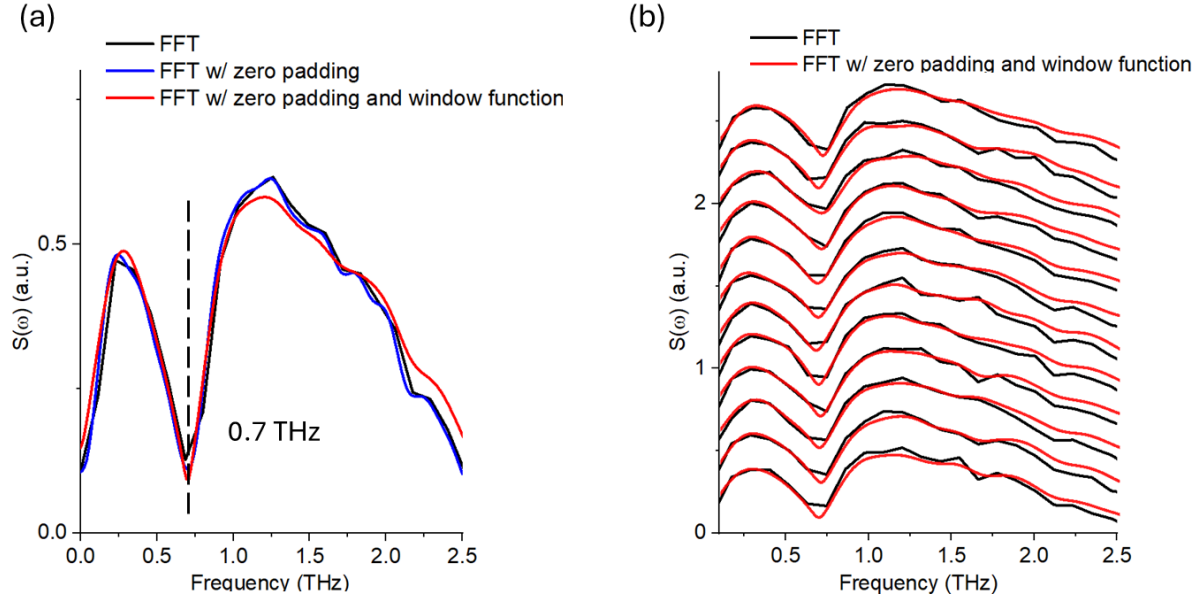 (a)
FFT
FFT w/ zero padding
FFT w/ zero padding and window function
S(ω) (a.u.)
0.5
0.0
0.7 THz
0.0 0.5 1.0 1.5 2.0 2.5
Frequency (THz)
(b)
FFT
FFT w/ zero padding and window function
S(ω) (a.u.)
2
1
0
0.5 1.0 1.5 2.0 2.5
Frequency (THz)